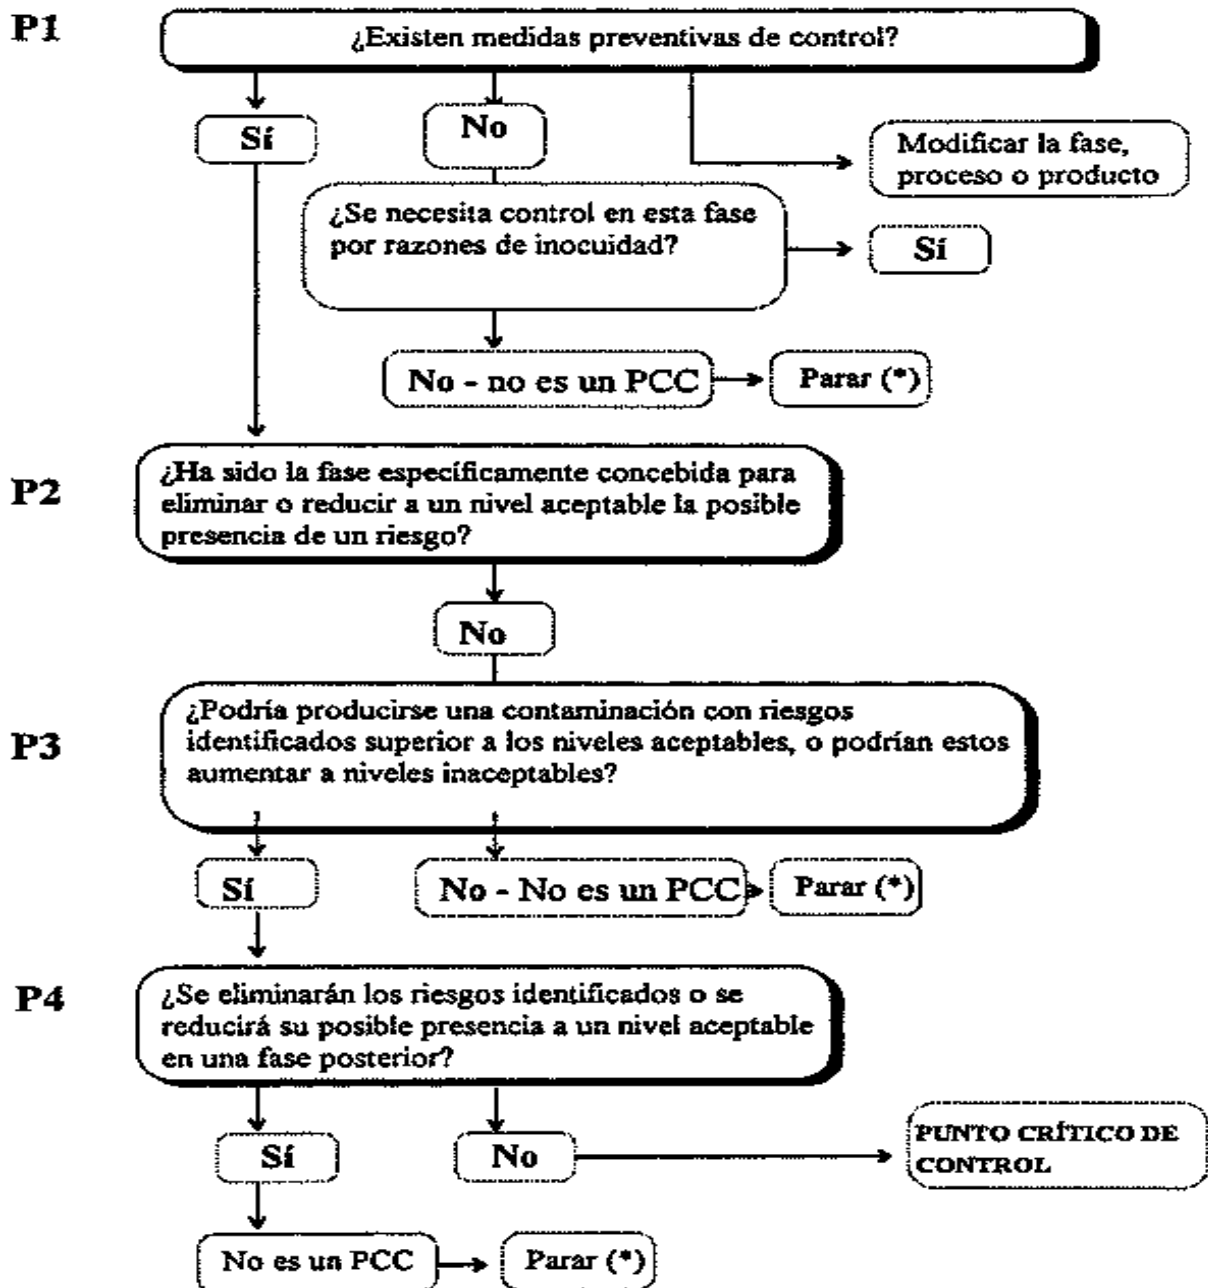 P1
¿Existen medidas preventivas de control?
Sí
No
Modificar la fase,
proceso o producto
¿Se necesita control en esta fase
por razones de inocuidad?
Sí
No - no es un PCC
Parar (*)
P2
¿Ha sido la fase específicamente concebida para
eliminar o reducir a un nivel aceptable la posible
presencia de un riesgo?
No
P3
¿Podría producirse una contaminación con riesgos
identificados superior a los niveles aceptables, o podrían estos
aumentar a niveles inaceptables?
Sí
No - No es un PCC
Parar (*)
P4
¿Se eliminarán los riesgos identificados o se
reducirá su posible presencia a un nivel aceptable
en una fase posterior?
Sí
No
PUNTO CRÍTICO DE
CONTROL
No es un PCC
Parar (*)